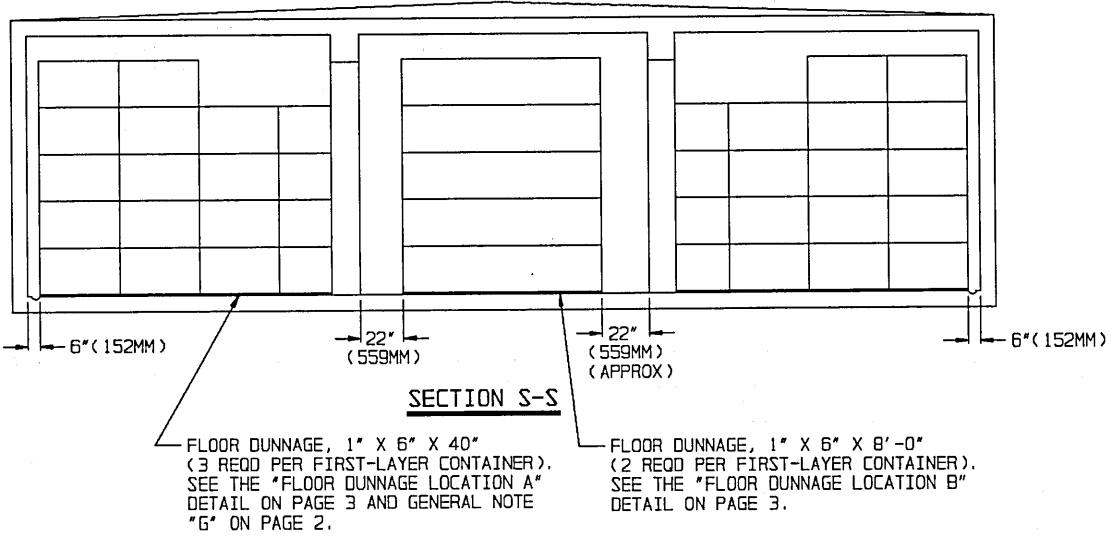 6"(152MM)
22"
(559MM)
22"
(559MM)
(APPROX)
6"(152MM)
SECTION S-S
FLOOR DUNNAGE, 1" X 6" X 40"
(3 REQD PER FIRST-LAYER CONTAINER).
SEE THE "FLOOR DUNNAGE LOCATION A"
DETAIL ON PAGE 3 AND GENERAL NOTE
"G" ON PAGE 2.
FLOOR DUNNAGE, 1" X 6" X 8'-0"
(2 REQD PER FIRST-LAYER CONTAINER).
SEE THE "FLOOR DUNNAGE LOCATION B"
DETAIL ON PAGE 3.